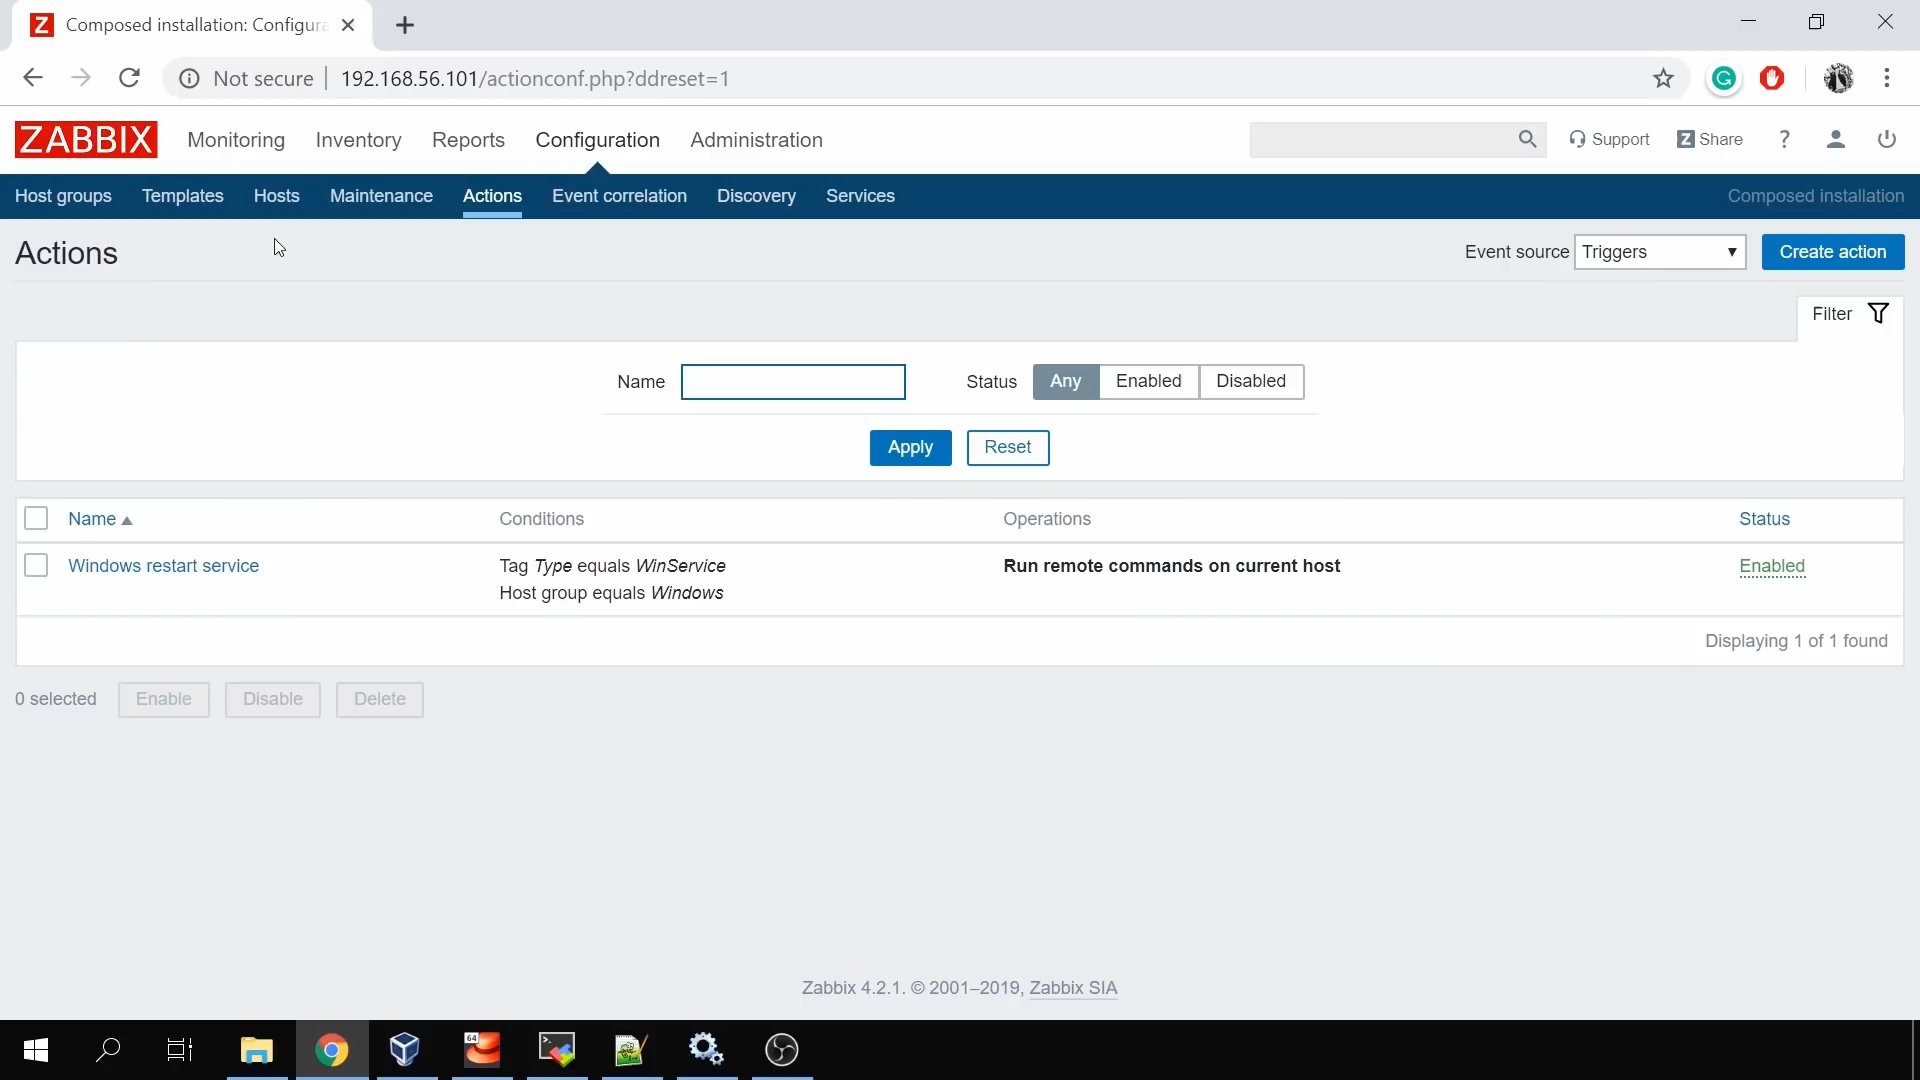 Z Composed installation: Configura
Not secure | 192.168.56.101/actionconf.php?ddreset=1
ZABBIX Monitoring Inventory Reports Configuration Administration Support Z Share ?
Host groups Templates Hosts Maintenance Actions Event correlation Discovery Services Composed installation
Actions Event source Triggers Create action
Filter
Name Status Any Enabled Disabled
Apply Reset
Name Conditions Operations Status
Windows restart service Tag Type equals WinService Run remote commands on current host Enabled
Host group equals Windows
Displaying 1 of 1 found
0 selected Enable Disable Delete
Zabbix 4.2.1. © 2001–2019, Zabbix SIA
64